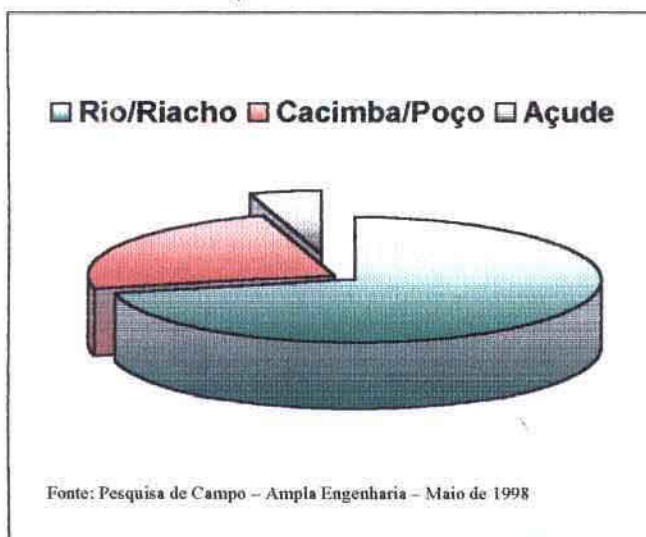 Rio/Riacho Cacimba/Poço Açude
Fonte: Pesquisa de Campo – Ampla Engenharia – Maio de 1998